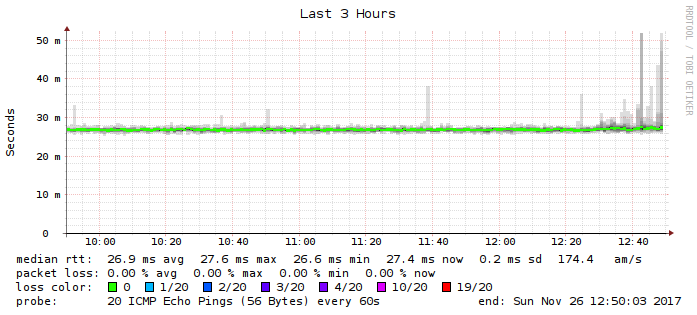 Last 3 Hours
RRDTOOL / TOBI OETIKER
Seconds
50 m
40 m
30 m
20 m
10 m
0
10:00 10:20 10:40 11:00 11:20 11:40 12:00 12:20 12:40
median rtt: 26.9 ms avg 27.6 ms max 26.6 ms min 27.4 ms now 0.2 ms sd 174.4 am/s
packet loss: 0.00 % avg 0.00 % max 0.00 % min 0.00 % now
loss color: 0 1/20 2/20 3/20 4/20 10/20 19/20
probe: 20 ICMP Echo Pings (56 Bytes) every 60s end: Sun Nov 26 12:50:03 2017